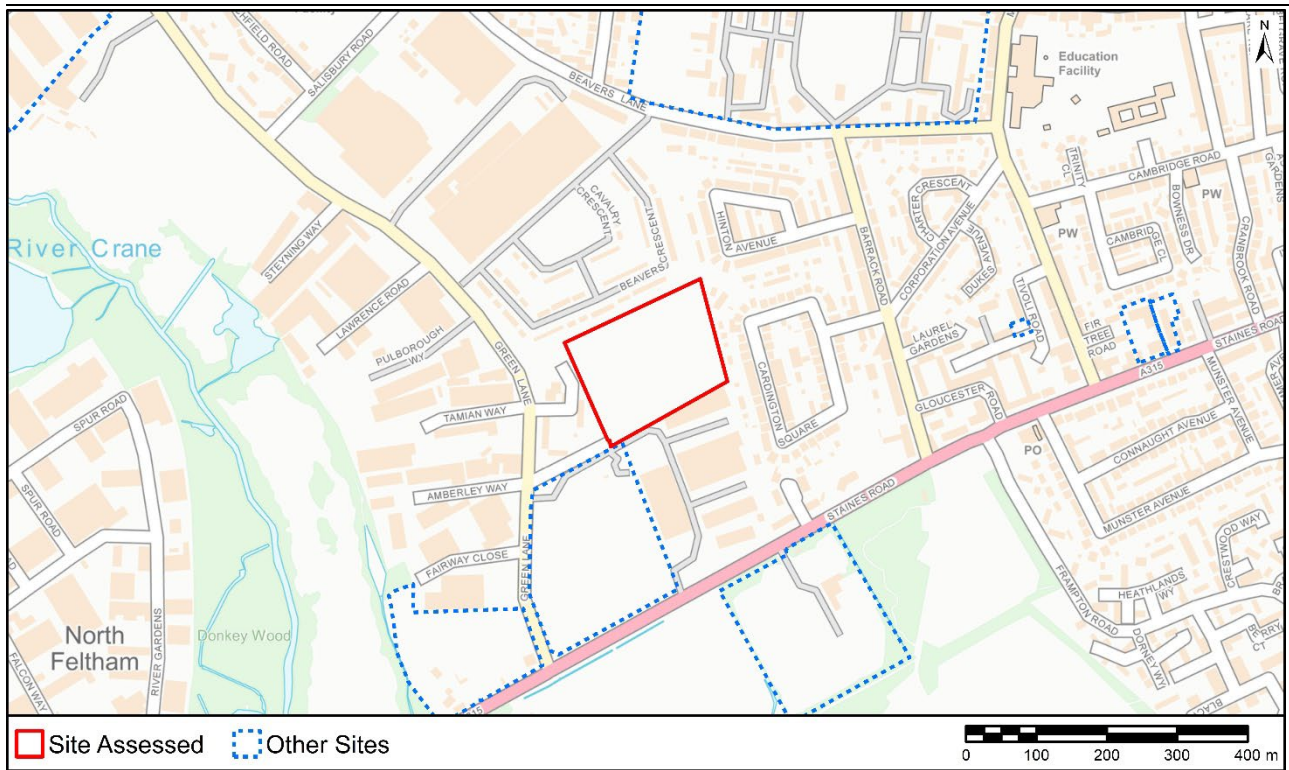 SALISBURY ROAD
BEAVERS LANE
N
Education
Facility
TRINITY
CL
CAMBRIDGE ROAD
BOWNESS DR
PW
CRANBROOK ROAD
GARDENS
River Crane
STEYNING WAY
LAWRENCE ROAD
PULBOROUGH
WY
CAVALRY
CRESCENT
BEAVERS
CRESCENT
HINTON
AVENUE
BARRACK ROAD
CHARTER CRESCENT
CORPORATION AVENUE
DUKES
AVENUE
PW
CAMBRIDGE CL
TIVOLI ROAD
LAUREL
GARDENS
FIR
TREE
ROAD
STAINES ROAD
A315
GREEN LANE
TAMIAN WAY
CARDINGTON
SQUARE
GLOUCESTER
ROAD
MUNSTER AVENUE
CONNAUGHT AVENUE
PO
MUNSTER AVENUE
SPUR ROAD
SPUR ROAD
AMBERLEY WAY
STAINES ROAD
FAIRWAY CLOSE
GREEN LANE
FRAMPTON ROAD
CRESTWOOD WAY
HEATHLANDS
WY
DORNEY WY
North
Feltham
Donkey Wood
RIVER GARDENS
FALCON WAY
Site Assessed
Other Sites
0 100 200 300 400 m